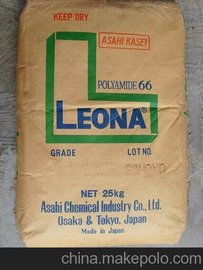 KEEP DRY
ASAHI KASEI
POLYAMIDE 66
LEONA®
GRADE LOT NO.
NET 25kg
Asahi Chemical Industry Co., Ltd.
Osaka & Tokyo, Japan
Made in Japan
china.makepolo.com